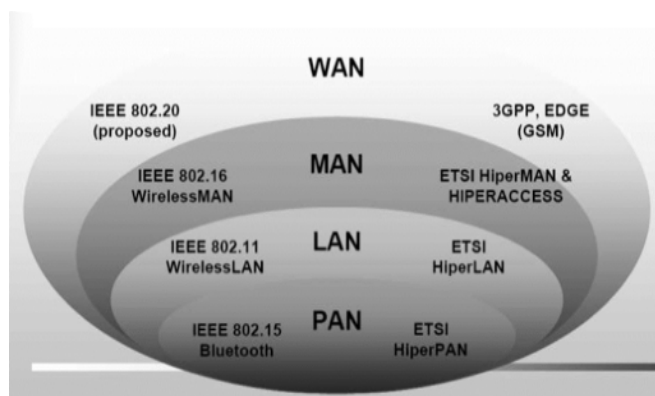 WAN
IEEE 802.20
(proposed)
3GPP, EDGE
(GSM)
MAN
IEEE 802.16
WirelessMAN
ETSI HiperMAN &
HIPERACCESS
LAN
IEEE 802.11
WirelessLAN
ETSI
HiperLAN
PAN
IEEE 802.15
Bluetooth
ETSI
HiperPAN